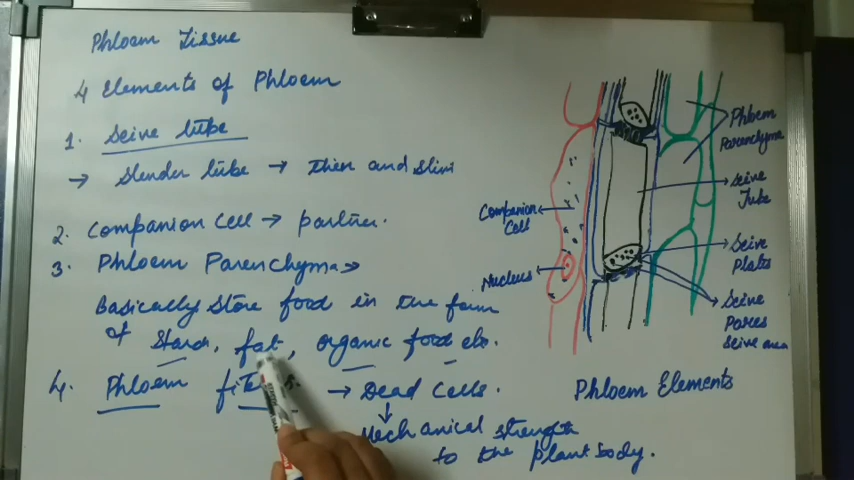 Phloem Tissue
4 Elements of Phloem
1. Seive tube
→ Slender tube → thin and slim
2. Companion Cell → partner.
3. Phloem Parenchyma →
Basically store food in the form
of Starch, fat, organic food etc.
4. Phloem → Dead Cells.
Mechanical strength
to the plant body.
Phloem
Parenchyma
Seive
Tube
Companion
Cell
Seive
Plate
Nucleus
Seive
Pores
Seive area
Phloem Elements